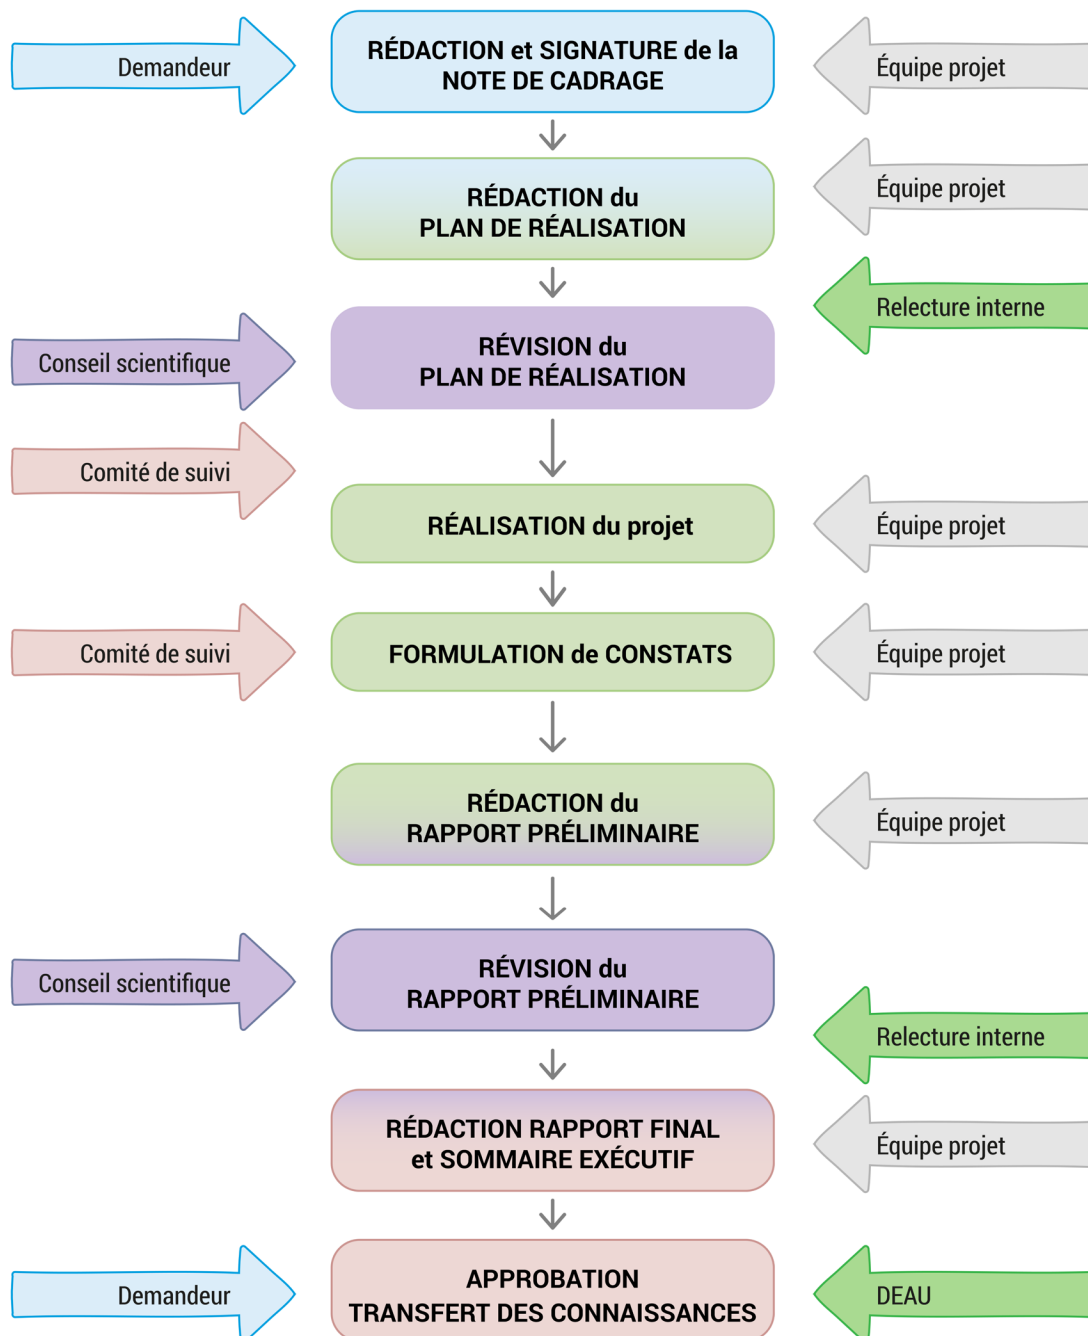 Demandeur
RÉDACTION et SIGNATURE de la
NOTE DE CADRAGE
Équipe projet
RÉDACTION du
PLAN DE RÉALISATION
Équipe projet
Relecture interne
Conseil scientifique
RÉVISION du
PLAN DE RÉALISATION
Comité de suivi
RÉALISATION du projet
Équipe projet
Comité de suivi
FORMULATION de CONSTATS
Équipe projet
RÉDACTION du
RAPPORT PRÉLIMINAIRE
Équipe projet
Conseil scientifique
RÉVISION du
RAPPORT PRÉLIMINAIRE
Relecture interne
RÉDACTION RAPPORT FINAL
et SOMMAIRE EXÉCUTIF
Équipe projet
Demandeur
APPROBATION
TRANSFERT DES CONNAISSANCES
DEAU